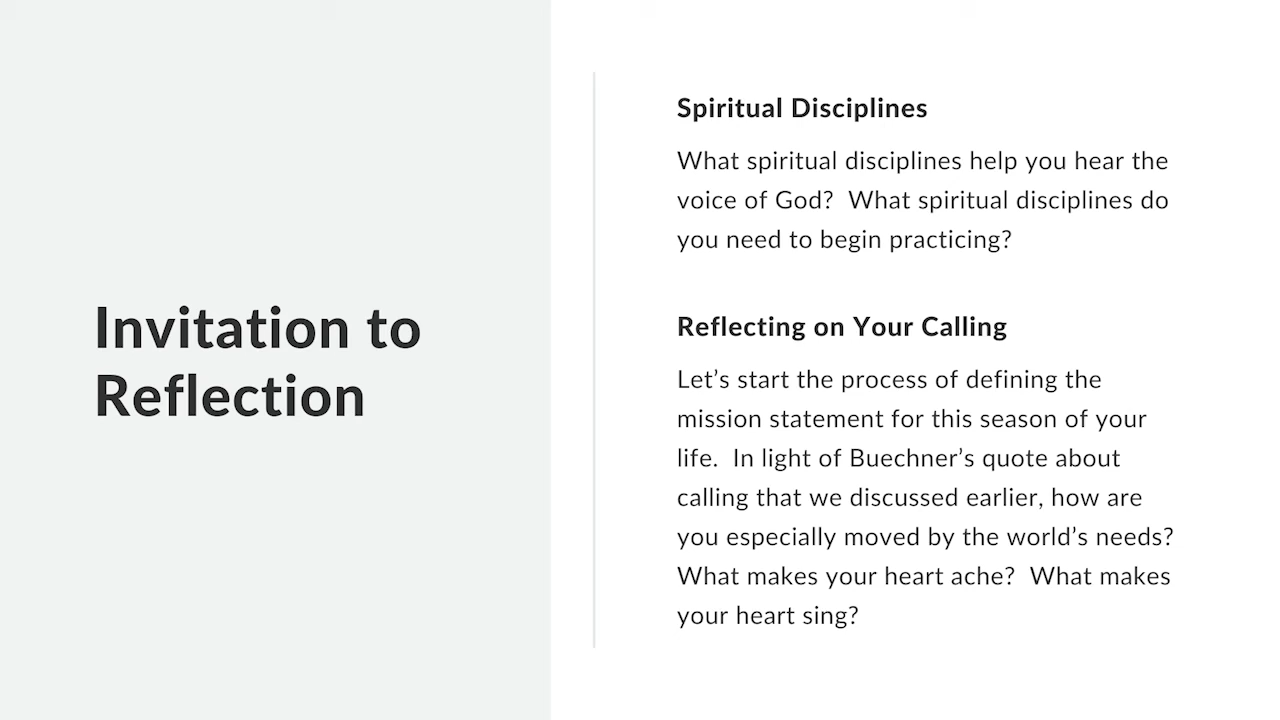 Invitation to
Reflection
Spiritual Disciplines
What spiritual disciplines help you hear the
voice of God?  What spiritual disciplines do
you need to begin practicing?
Reflecting on Your Calling
Let’s start the process of defining the
mission statement for this season of your
life.  In light of Buechner’s quote about
calling that we discussed earlier, how are
you especially moved by the world’s needs?
What makes your heart ache?  What makes
your heart sing?